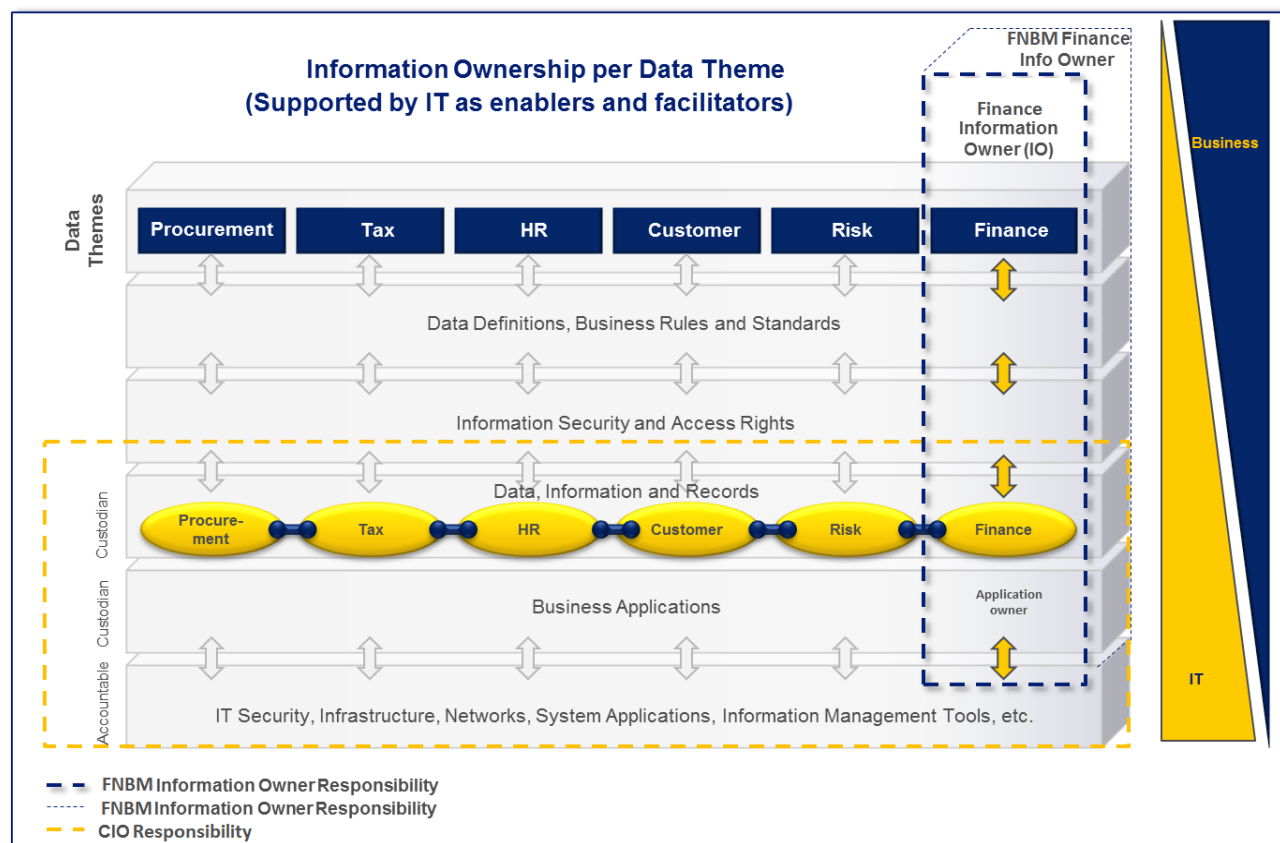 FNBM Finance
Info Owner
Information Ownership per Data Theme
(Supported by IT as enablers and facilitators)
Finance
Information
Owner (IO)
Business
Data
Themes
Procurement
Tax
HR
Customer
Risk
Finance
Data Definitions, Business Rules and Standards
Information Security and Access Rights
Custodian
Data, Information and Records
Procure-
ment
Tax
HR
Customer
Risk
Finance
Custodian
Business Applications
Application
owner
Accountable
IT Security, Infrastructure, Networks, System Applications, Information Management Tools, etc.
IT
FNBM Information Owner Responsibility
FNBM Information Owner Responsibility
CIO Responsibility